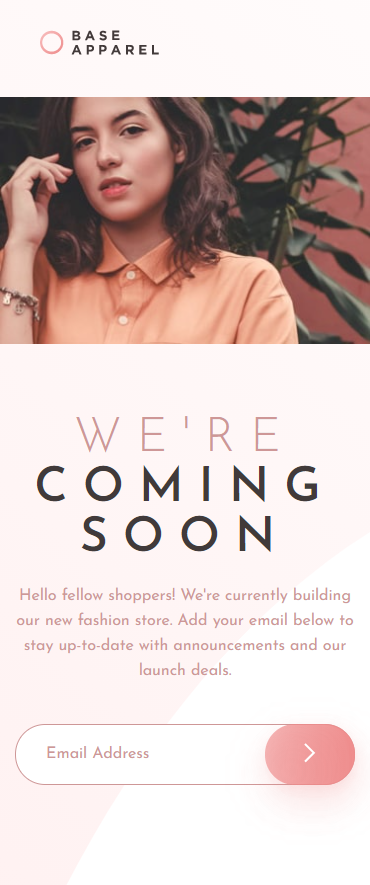 BASE
APPAREL
WE'RE
COMING
SOON
Hello fellow shoppers! We're currently building
our new fashion store. Add your email below to
stay up-to-date with announcements and our
launch deals.
Email Address